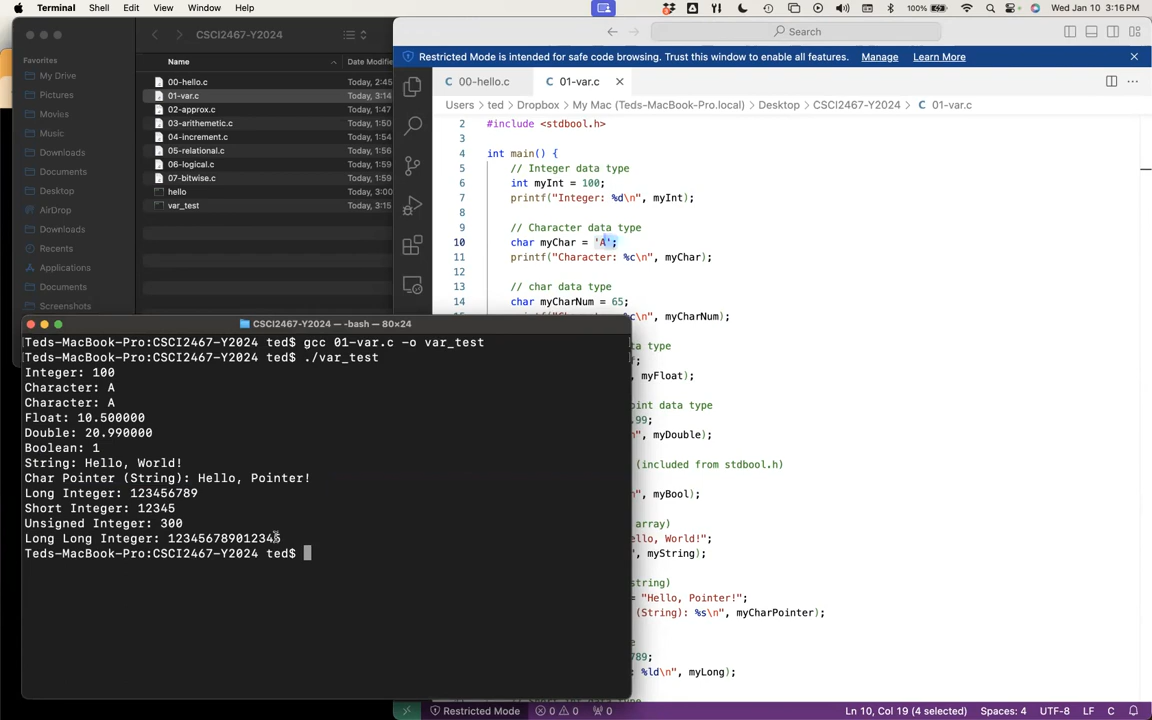 Terminal Shell Edit View Window Help 100% Wed Jan 10 3:16 PM
CSCI2467-Y2024
Favorites
My Drive
Pictures
Movies
Music
Downloads
Documents
Desktop
AirDrop
Downloads
Recents
Applications
Documents
Screenshots
Name Date Modifie
00-hello.c Today, 2:45
01-var.c Today, 3:14
02-approx.c Today, 1:47
03-arithemetic.c Today, 1:50
04-increment.c Today, 1:54
05-relational.c Today, 1:56
06-logical.c Today, 1:57
07-bitwise.c Today, 1:59
hello Today, 3:00
var_test Today, 3:15
Search
Restricted Mode is intended for safe code browsing. Trust this window to enable all features. Manage Learn More
C 00-hello.c C 01-var.c
Users > ted > Dropbox > My Mac (Teds-MacBook-Pro.local) > Desktop > CSCI2467-Y2024 > C 01-var.c
2 #include <stdbool.h>
3
4 int main() {
5 // Integer data type
6 int myInt = 100;
7 printf("Integer: %d\n", myInt);
8
9 // Character data type
10 char myChar = 'A';
11 printf("Character: %c\n", myChar);
12
13 // char data type
14 char myCharNum = 65;
c\n", myCharNum);
ta type
f;
, myFloat);
oint data type
.99;
n", myDouble);
(included from stdbool.h)
n", myBool);
array)
ello, World!";
, myString);
string)
= "Hello, Pointer!";
(String): %s\n", myCharPointer);
e
789;
: %ld\n", myLong);
CSCI2467-Y2024 — -bash — 80×24
Teds-MacBook-Pro:CSCI2467-Y2024 ted$ gcc 01-var.c -o var_test
Teds-MacBook-Pro:CSCI2467-Y2024 ted$ ./var_test
Integer: 100
Character: A
Character: A
Float: 10.500000
Double: 20.990000
Boolean: 1
String: Hello, World!
Char Pointer (String): Hello, Pointer!
Long Integer: 123456789
Short Integer: 12345
Unsigned Integer: 300
Long Long Integer: 123456789012345
Teds-MacBook-Pro:CSCI2467-Y2024 ted$
Restricted Mode 0 0 0 Ln 10, Col 19 (4 selected) Spaces: 4 UTF-8 LF C